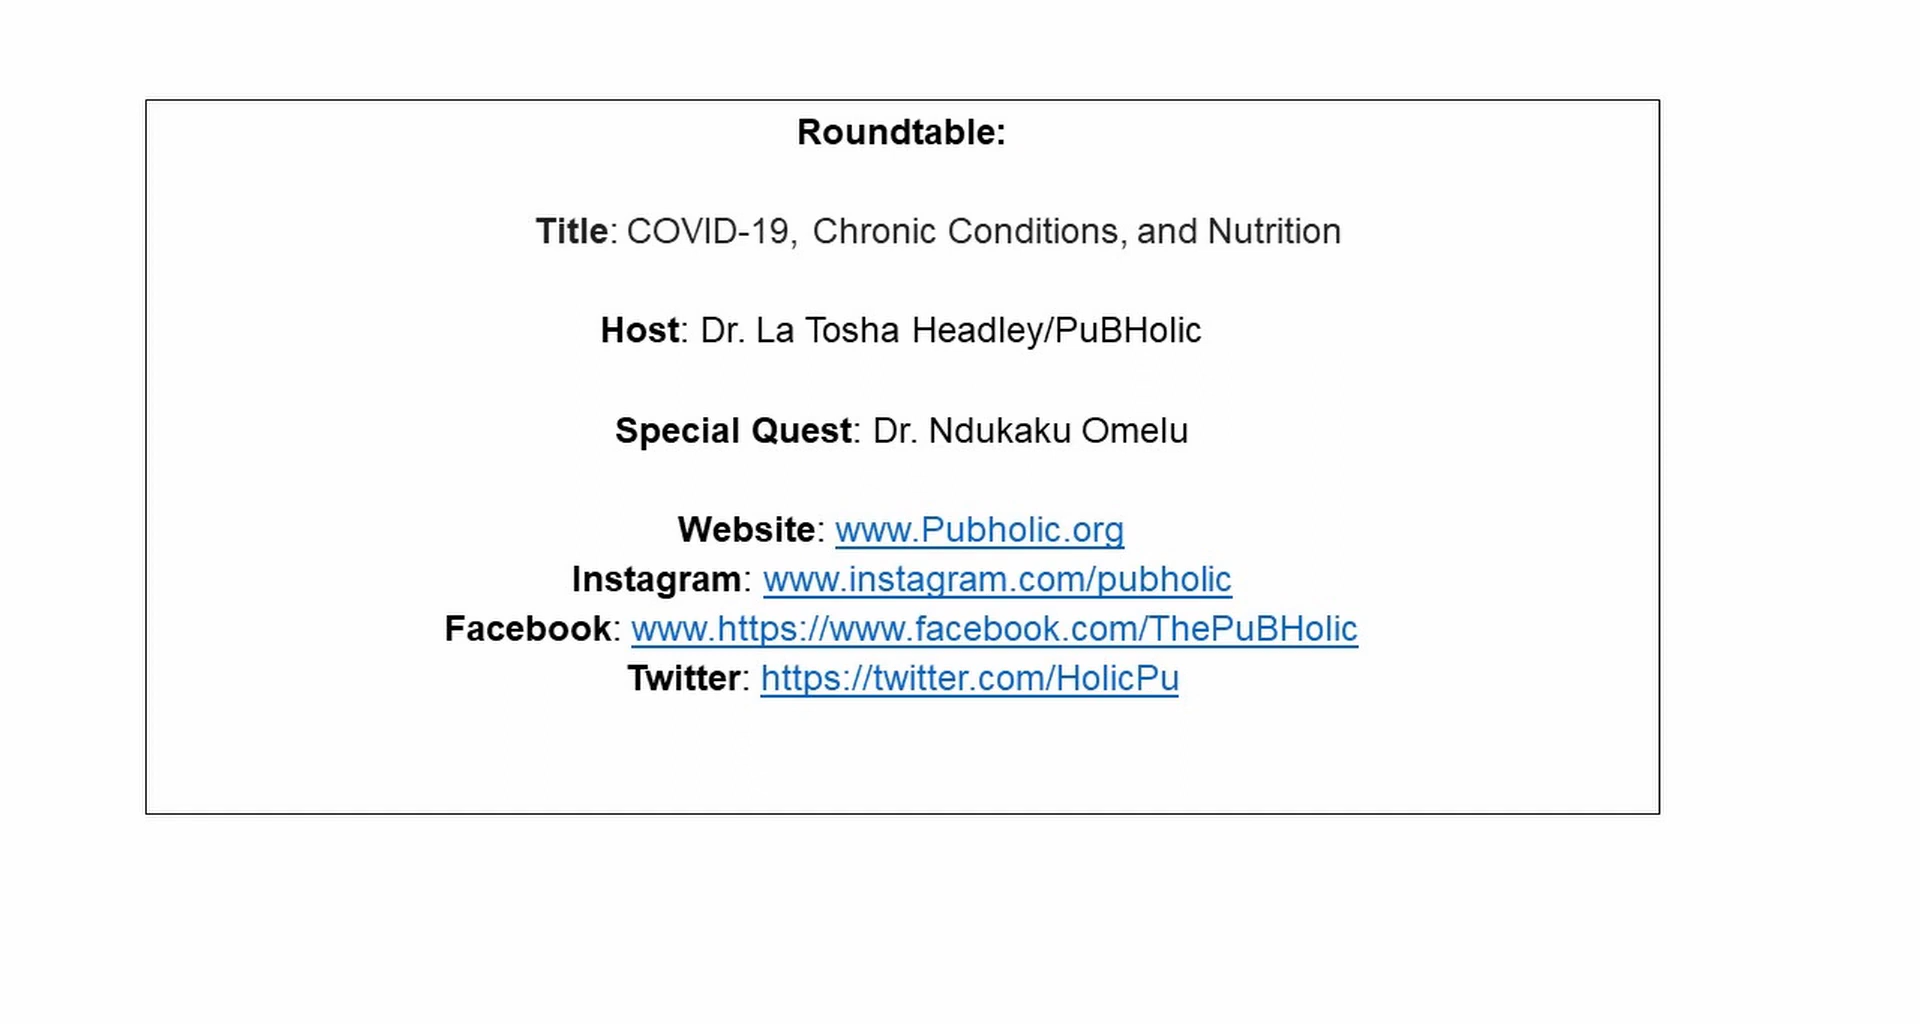 Roundtable:
Title: COVID-19, Chronic Conditions, and Nutrition
Host: Dr. La Tosha Headley/PuBHolic
Special Quest: Dr. Ndukaku Omelu
Website: www.Pubholic.org
Instagram: www.instagram.com/pubholic
Facebook: www.https://www.facebook.com/ThePuBHolic
Twitter: https://twitter.com/HolicPu